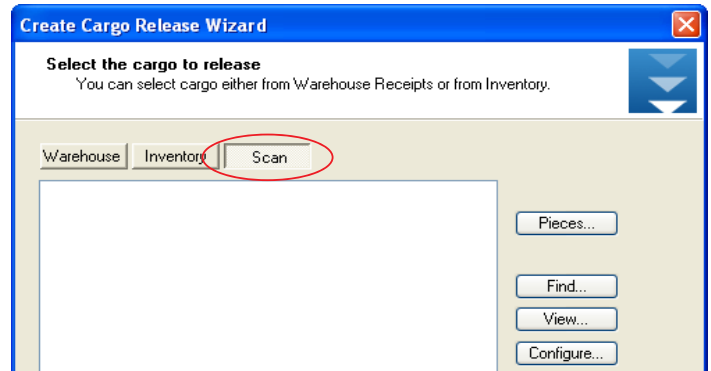 Create Cargo Release Wizard
Select the cargo to release
You can select cargo either from Warehouse Receipts or from Inventory.
Warehouse Inventory Scan
Pieces...
Find...
View...
Configure...